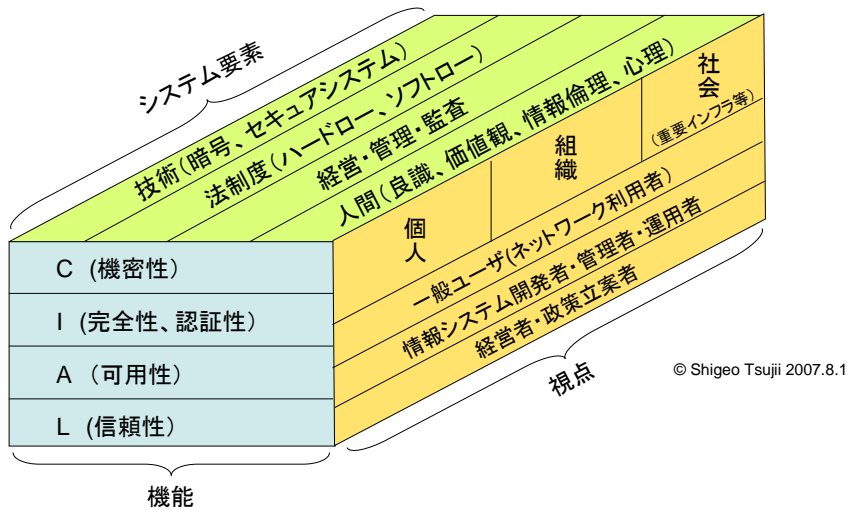 システム要素
技術(暗号、セキュアシステム)
法制度(ハードロー、ソフトロー)
経営・管理・監査
人間(良識、価値観、情報倫理、心理)
社会
(重要インフラ等)
組織
個人
C (機密性)
I (完全性、認証性)
A (可用性)
L (信頼性)
一般ユーザ(ネットワーク利用者)
情報システム開発者・管理者・運用者
経営者・政策立案者
視点
機能
© Shigeo Tsujii 2007.8.1